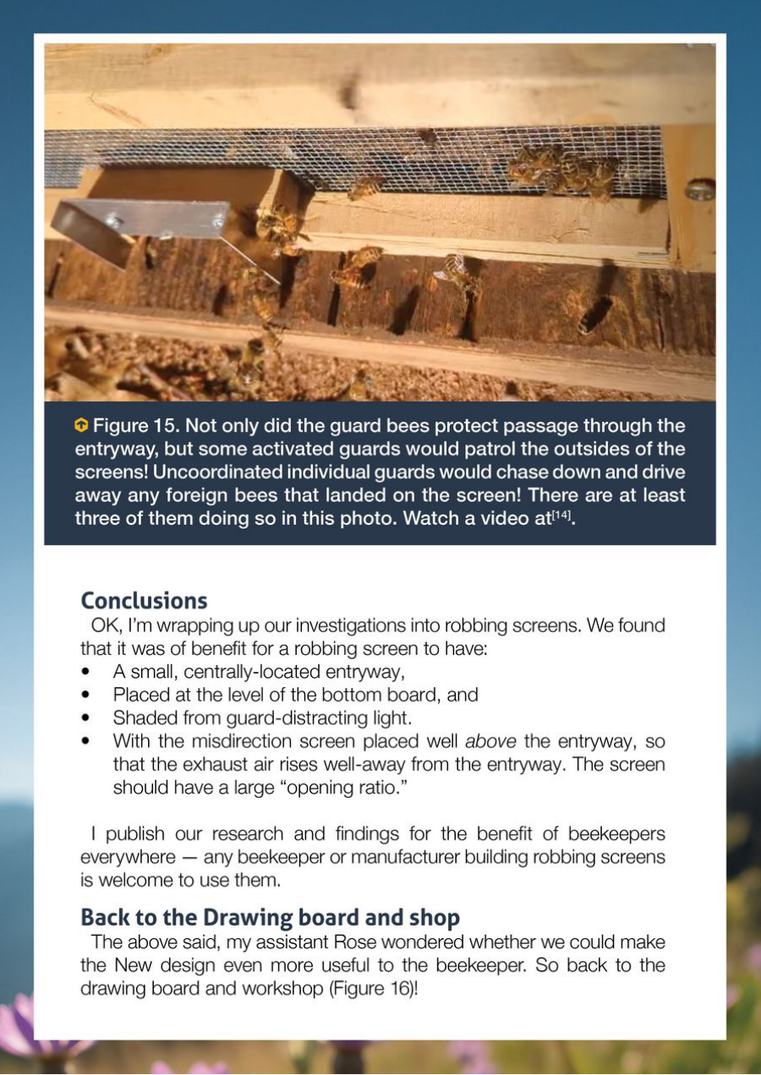 Figure 15. Not only did the guard bees protect passage through the
entryway, but some activated guards would patrol the outsides of the
screens! Uncoordinated individual guards would chase down and drive
away any foreign bees that landed on the screen! There are at least
three of them doing so in this photo. Watch a video at[14].
Conclusions
OK, I’m wrapping up our investigations into robbing screens. We found
that it was of benefit for a robbing screen to have:
• A small, centrally-located entryway,
• Placed at the level of the bottom board, and
• Shaded from guard-distracting light.
• With the misdirection screen placed well above the entryway, so
that the exhaust air rises well-away from the entryway. The screen
should have a large “opening ratio.”
I publish our research and findings for the benefit of beekeepers
everywhere — any beekeeper or manufacturer building robbing screens
is welcome to use them.
Back to the Drawing board and shop
The above said, my assistant Rose wondered whether we could make
the New design even more useful to the beekeeper. So back to the
drawing board and workshop (Figure 16)!